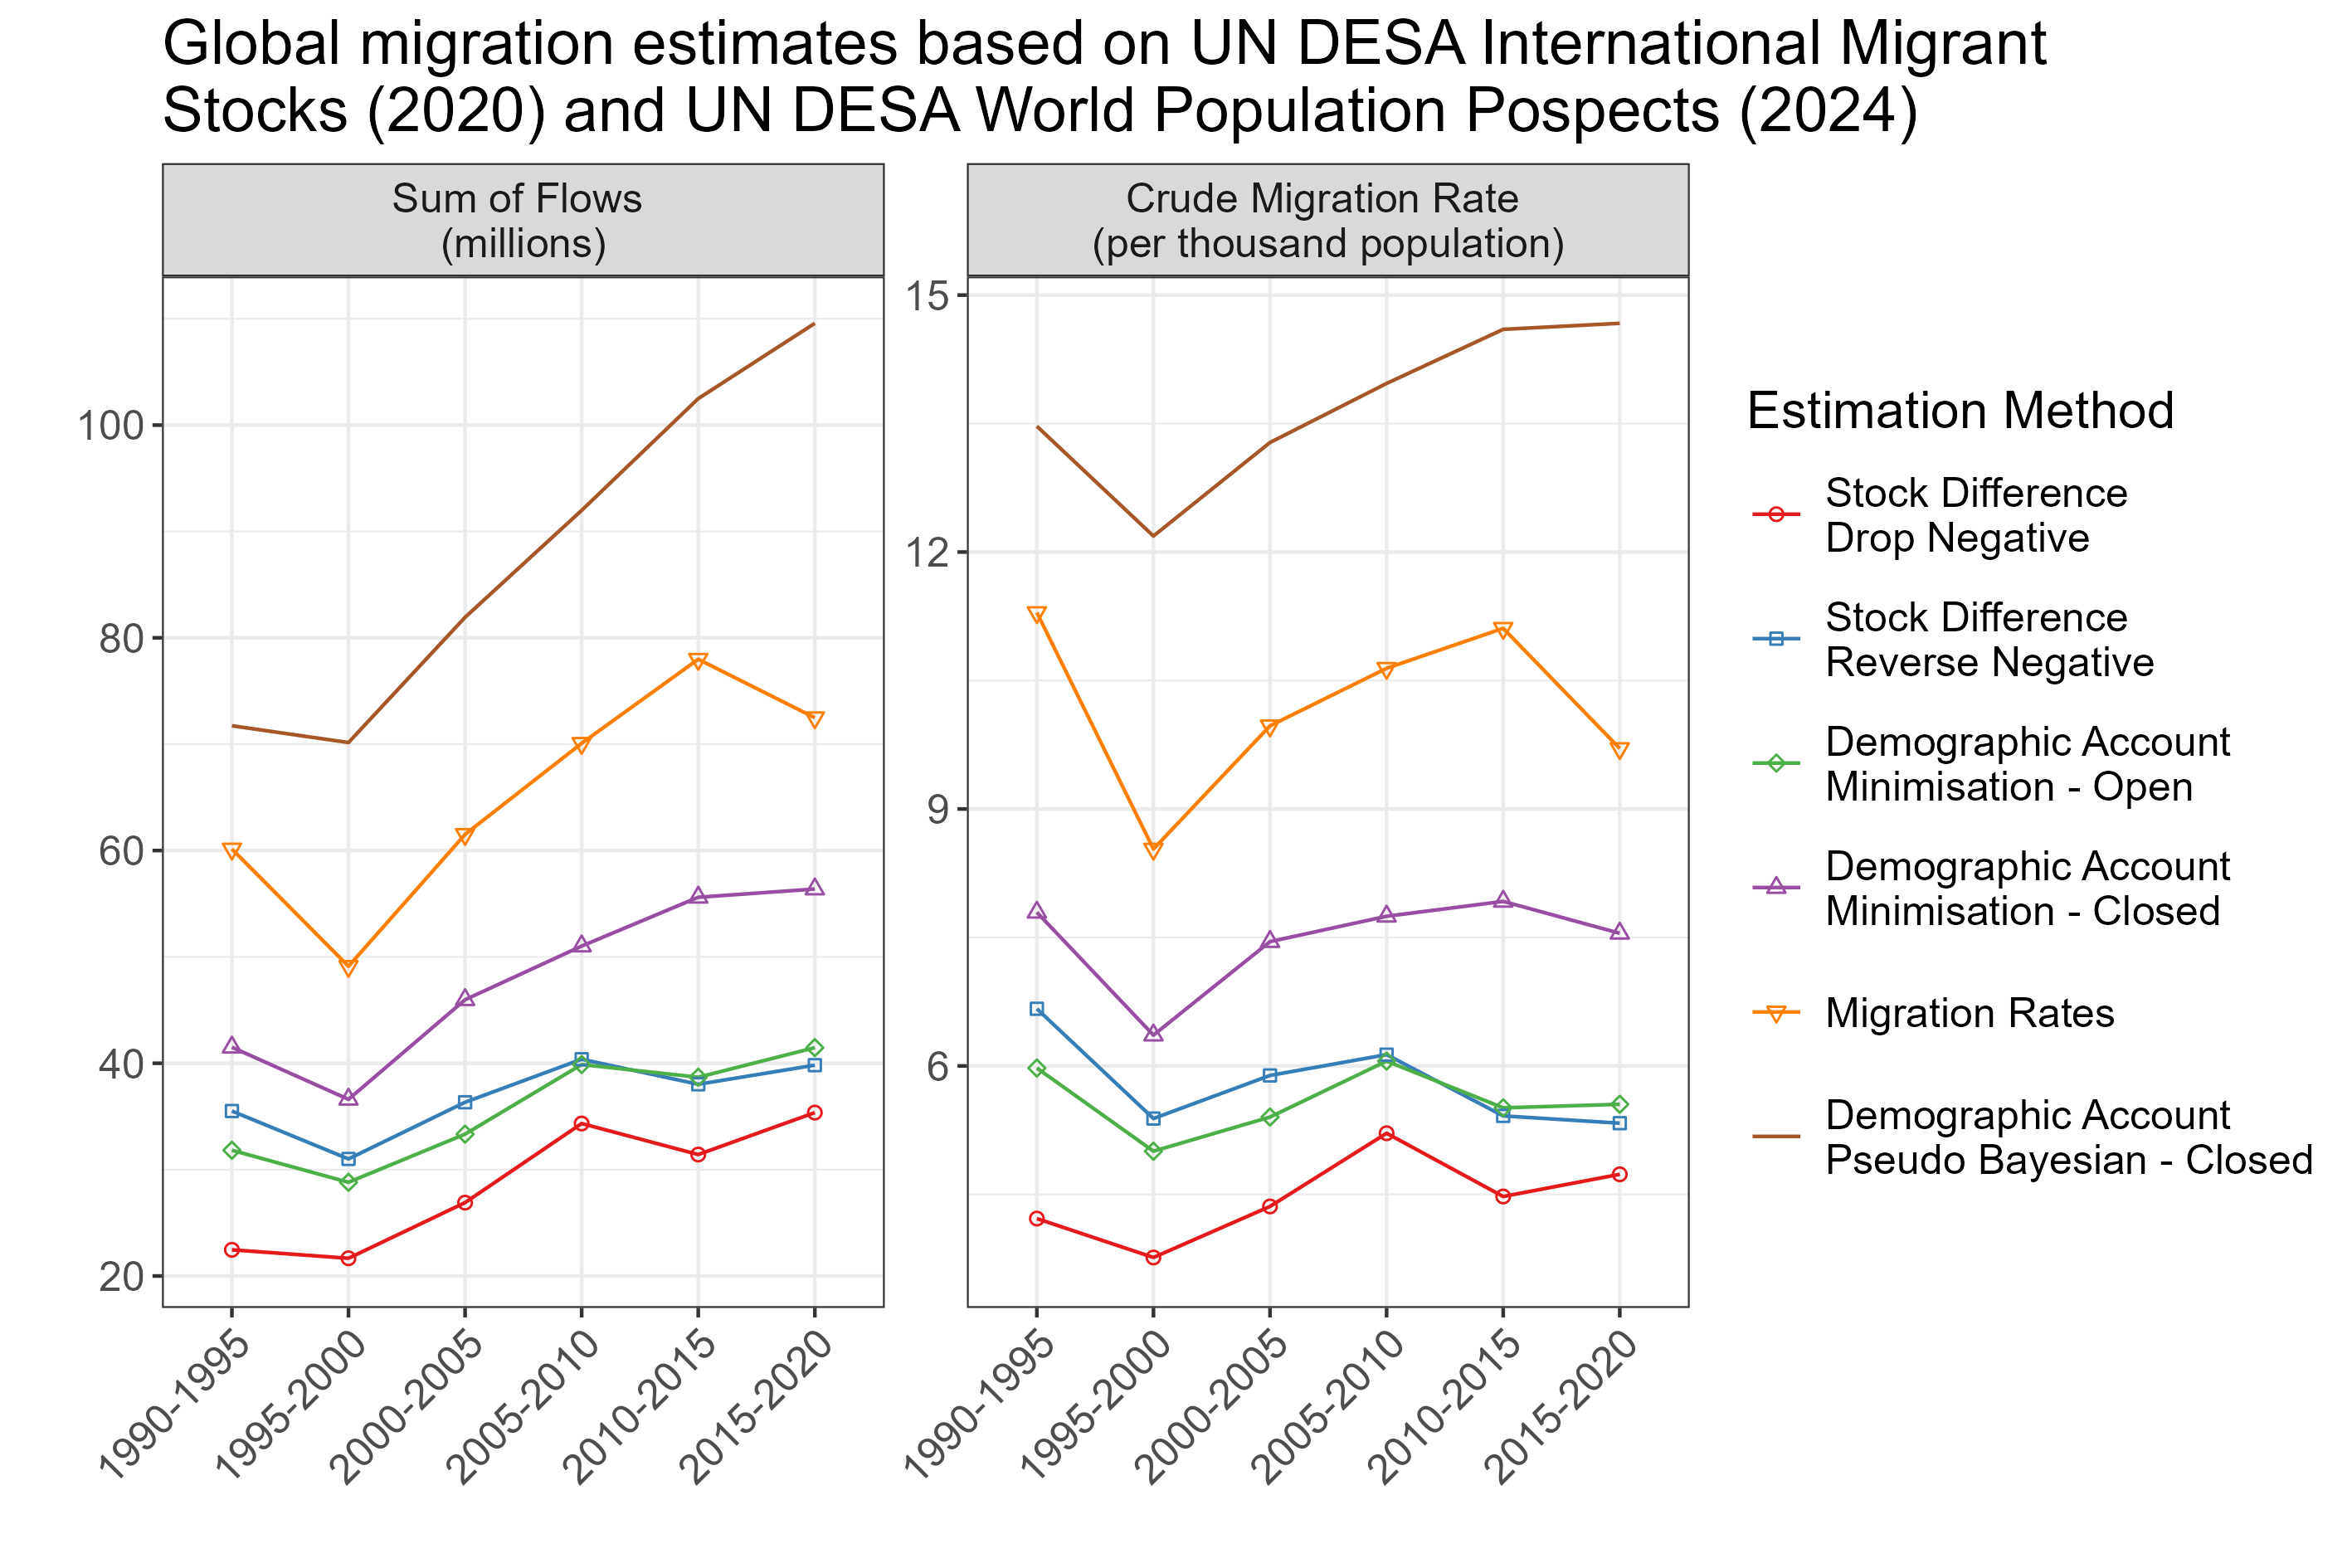 Global migration estimates based on UN DESA International Migrant
Stocks (2020) and UN DESA World Population Pospects (2024)
Sum of Flows
(millions)
Crude Migration Rate
(per thousand population)
100
80
60
40
20
15
12
9
6
1990-1995
1995-2000
2000-2005
2005-2010
2010-2015
2015-2020
1990-1995
1995-2000
2000-2005
2005-2010
2010-2015
2015-2020
Estimation Method
Stock Difference
Drop Negative
Stock Difference
Reverse Negative
Demographic Account
Minimisation - Open
Demographic Account
Minimisation - Closed
Migration Rates
Demographic Account
Pseudo Bayesian - Closed